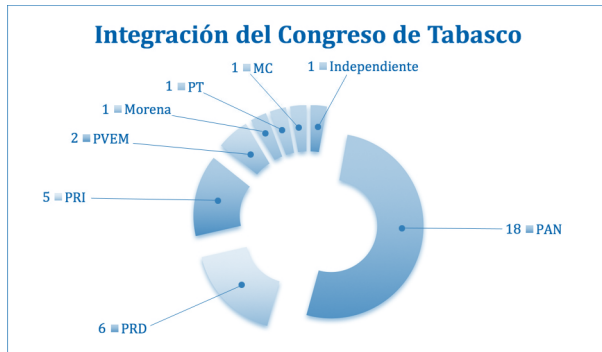 Integración del Congreso de Tabasco
1 MC
1 Independiente
1 PT
1 Morena
2 PVEM
5 PRI
18 PAN
6 PRD